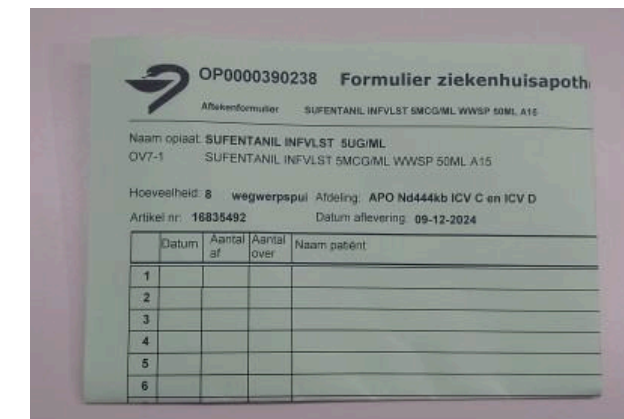 OP0000390238 Formulier ziekenhuisapoth
Aftekenformulier SUFENTANIL INFVLST 5MCG/ML WWSP 50ML A15
Naam opiaat: SUFENTANIL INFVLST 5UG/ML
OV7-1 SUFENTANIL INFVLST 5MCG/ML WWSP 50ML A15
Hoeveelheid: 8 wegwerpspui Afdeling: APO Nd444kb ICV C en ICV D
Artikel nr: 16835492 Datum aflevering: 09-12-2024
Datum Aantal af Aantal over Naam patiënt
1
2
3
4
5
6